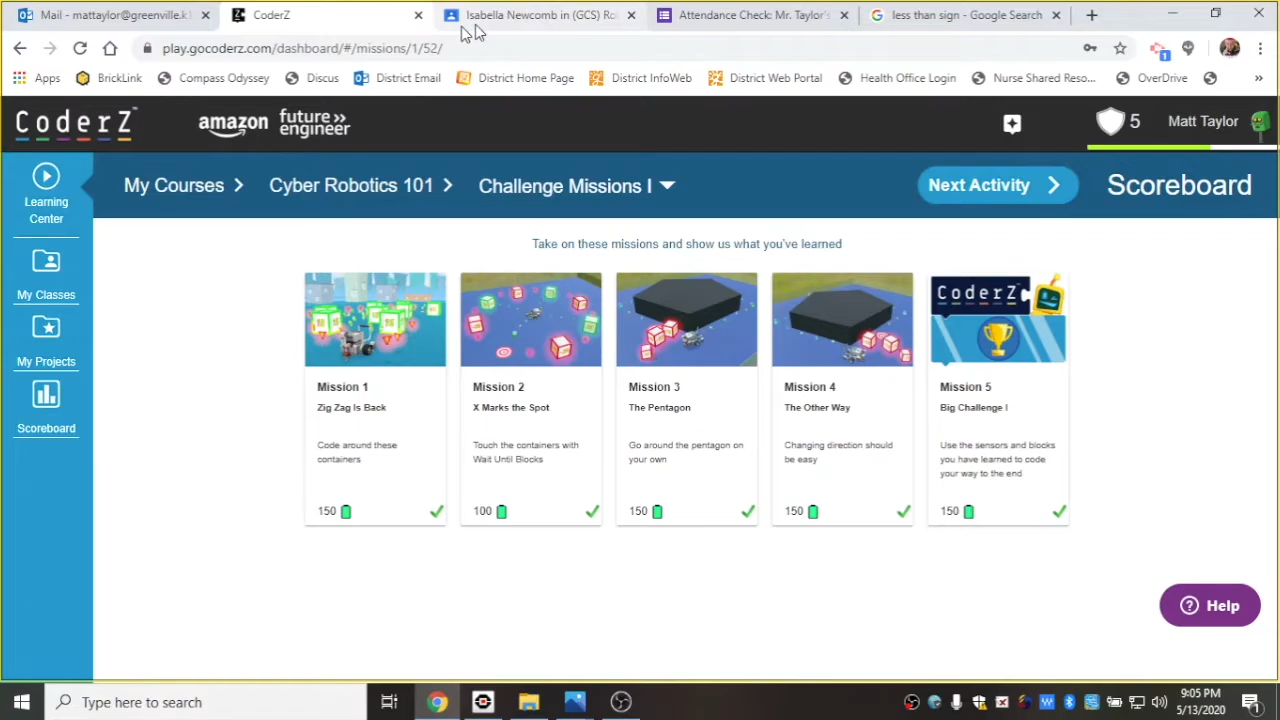 Mail - mattaylor@greenville.k1
CoderZ
Isabella Newcomb in (GCS) Ro
Attendance Check: Mr. Taylor's
less than sign - Google Search
play.gocoderz.com/dashboard/#/missions/1/52/
Apps
BrickLink
Compass Odyssey
Discus
District Email
District Home Page
District InfoWeb
District Web Portal
Health Office Login
Nurse Shared Reso...
OverDrive
CoderZ
amazon
future
engineer
5
Matt Taylor
Learning
Center
My Classes
My Projects
Scoreboard
My Courses
Cyber Robotics 101
Challenge Missions I
Next Activity
Scoreboard
Take on these missions and show us what you've learned
Mission 1
Zig Zag Is Back
Code around these
containers
150
Mission 2
X Marks the Spot
Touch the containers with
Wait Until Blocks
100
Mission 3
The Pentagon
Go around the pentagon on
your own
150
Mission 4
The Other Way
Changing direction should
be easy
150
CoderZ
Mission 5
Big Challenge I
Use the sensors and blocks
you have learned to code
your way to the end
150
Help
Type here to search
9:05 PM
5/13/2020